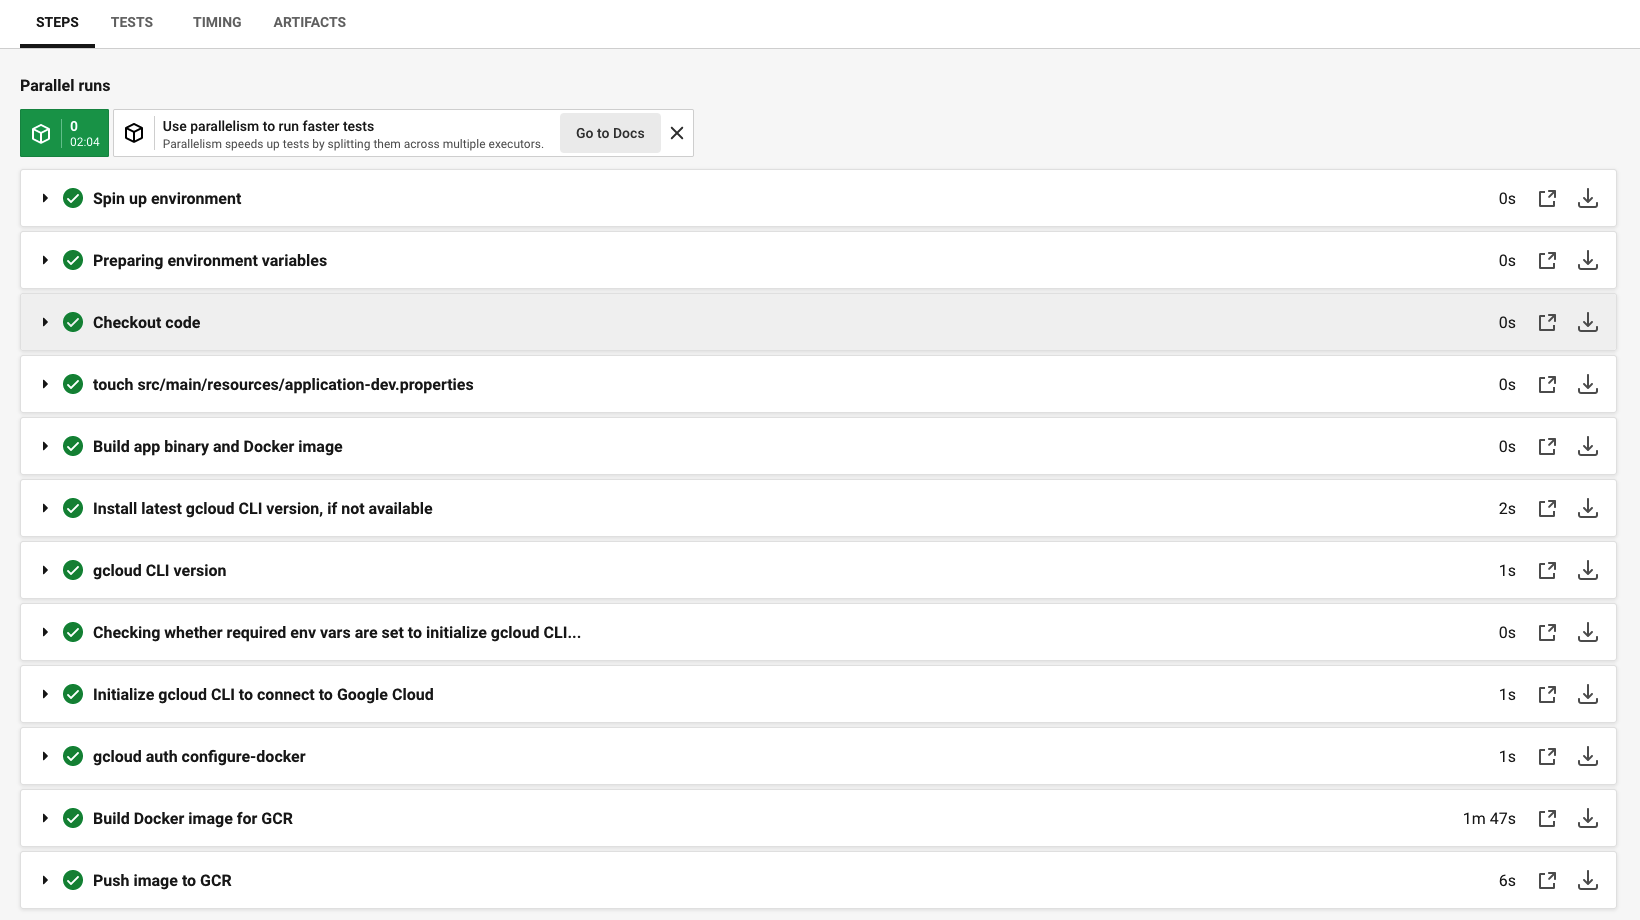 STEPS TESTS TIMING ARTIFACTS
Parallel runs
0
02:04
Use parallelism to run faster tests
Parallelism speeds up tests by splitting them across multiple executors.
Go to Docs
Spin up environment 0s
Preparing environment variables 0s
Checkout code 0s
touch src/main/resources/application-dev.properties 0s
Build app binary and Docker image 0s
Install latest gcloud CLI version, if not available 2s
gcloud CLI version 1s
Checking whether required env vars are set to initialize gcloud CLI... 0s
Initialize gcloud CLI to connect to Google Cloud 1s
gcloud auth configure-docker 1s
Build Docker image for GCR 1m 47s
Push image to GCR 6s